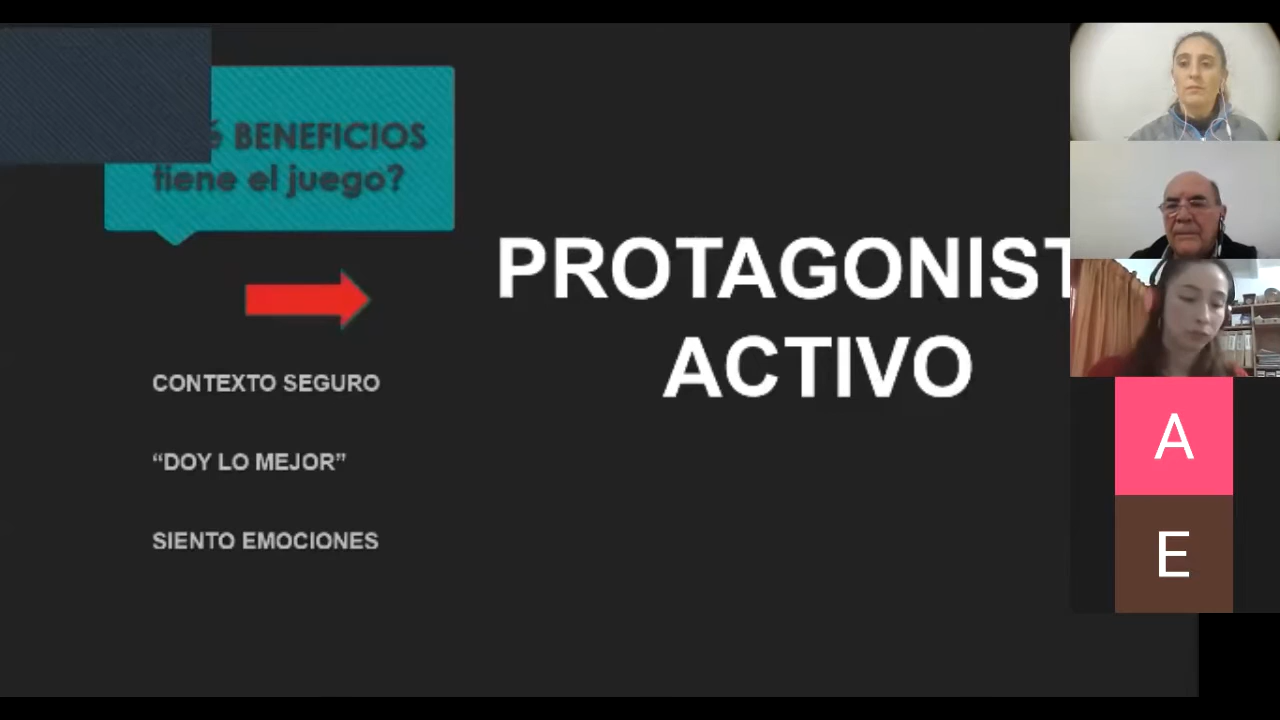 é BENEFICIOS
tiene el juego?
PROTAGONIST
ACTIVO
CONTEXTO SEGURO
“DOY LO MEJOR”
SIENTO EMOCIONES
A
E